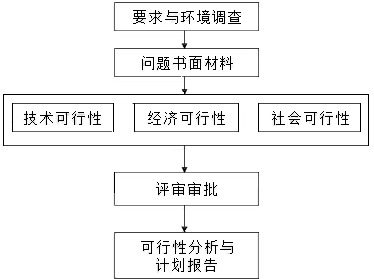 要求与环境调查
问题书面材料
技术可行性 经济可行性 社会可行性
评审审批
可行性分析与
计划报告